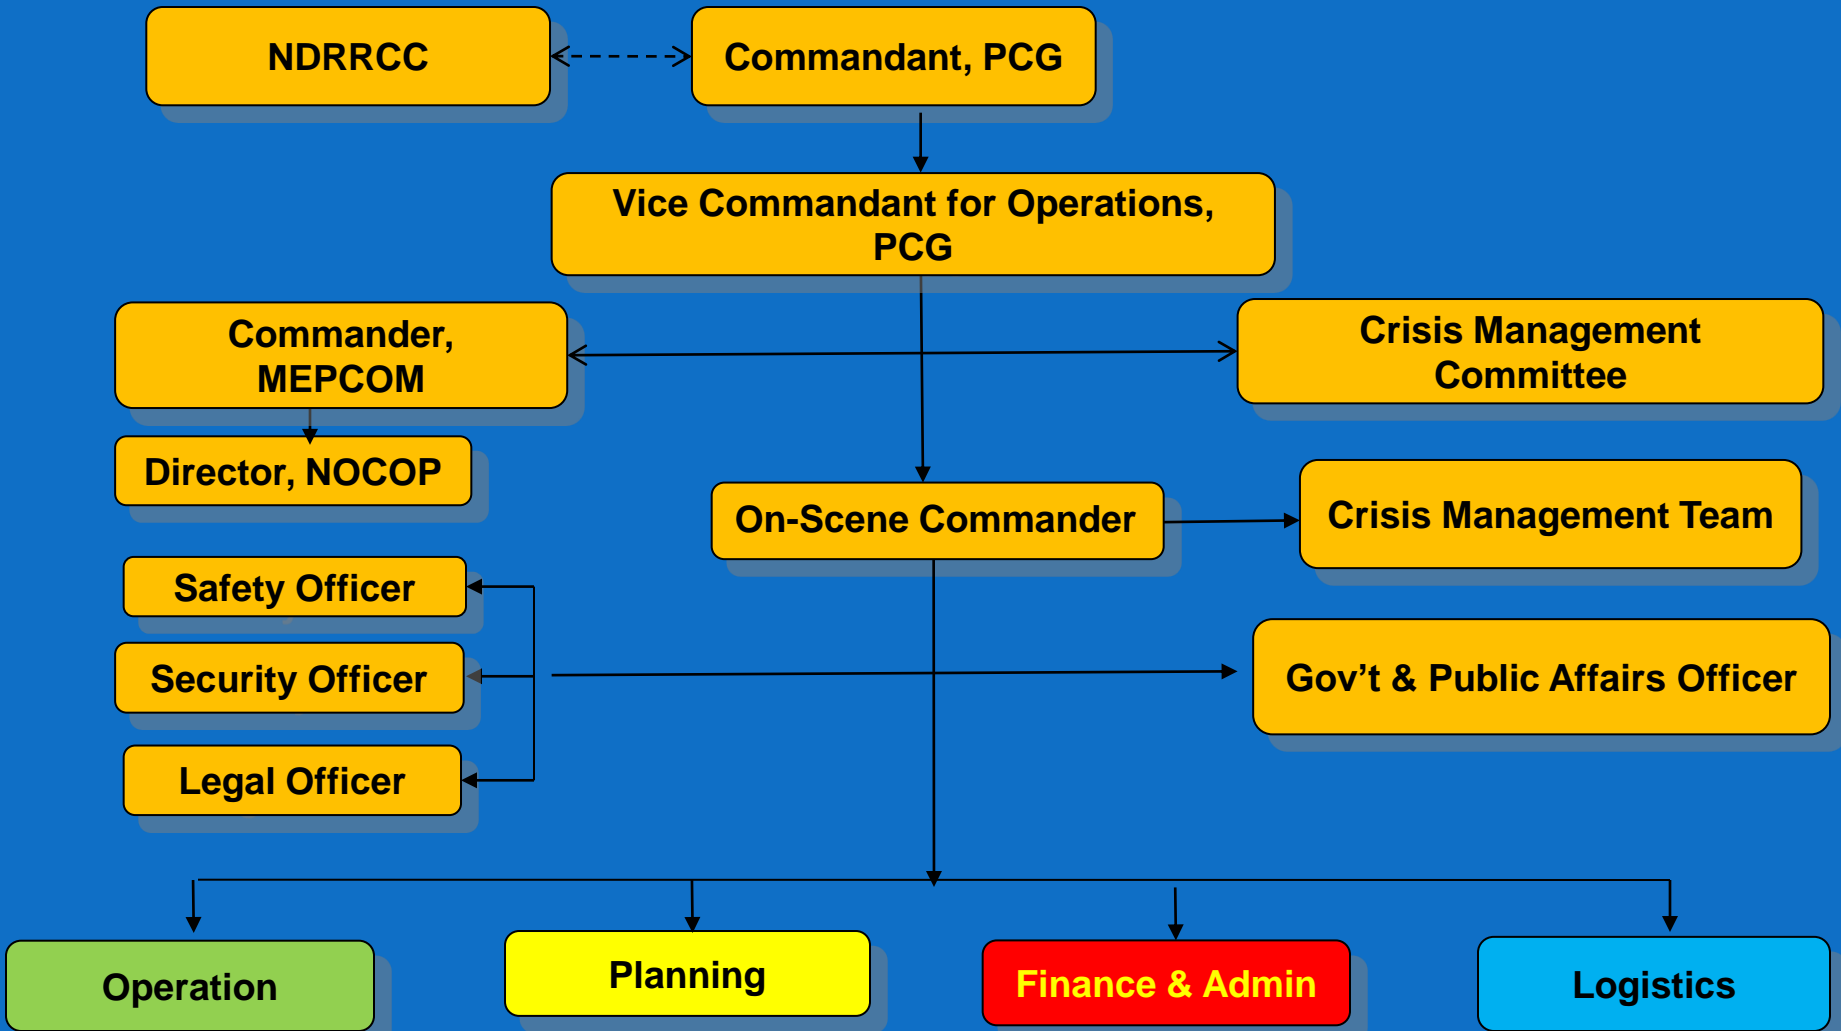 NDRRCC
Commandant, PCG
Vice Commandant for Operations,
PCG
Commander,
MEPCOM
Crisis Management
Committee
Director, NOCOP
On-Scene Commander
Crisis Management Team
Safety Officer
Security Officer
Gov’t & Public Affairs Officer
Legal Officer
Operation
Planning
Finance & Admin
Logistics